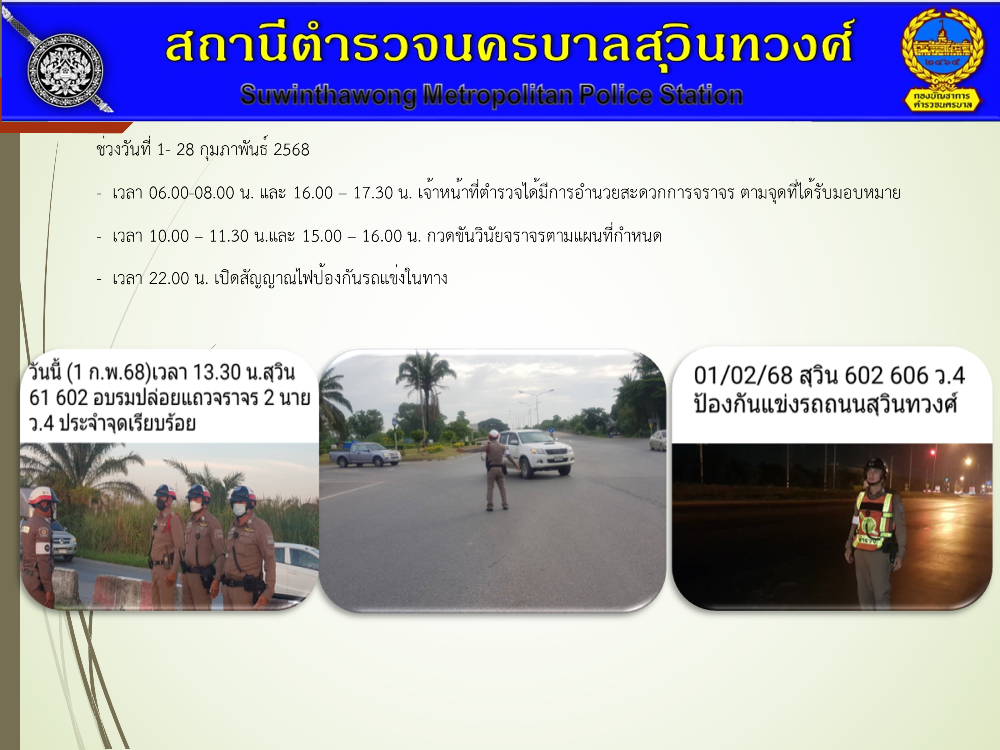 สถานีตำรวจนครบาลสุวินทวงศ์
Suwinthawong Metropolitan Police Station
๒๔๖๕
กองบัญชาการ
ตำรวจนครบาล
ช่วงวันที่ 1- 28 กุมภาพันธ์ 2568
- เวลา 06.00-08.00 น. และ 16.00 – 17.30 น. เจ้าหน้าที่ตำรวจได้มีการอำนวยสะดวกการจราจร ตามจุดที่ได้รับมอบหมาย
- เวลา 10.00 – 11.30 น.และ 15.00 – 16.00 น. กวดขันวินัยจราจรตามแผนที่กำหนด
- เวลา 22.00 น. เปิดสัญญาณไฟป้องกันรถแข่งในทาง
วันนี้ (1 ก.พ.68)เวลา 13.30 น.สุวิน
61 602 อบรมปล่อยแถวจราจร 2 นาย
ว.4 ประจำจุดเรียบร้อย
01/02/68 สุวิน 602 606 ว.4
ป้องกันแข่งรถถนนสุวินทวงศ์
ตำรวจ